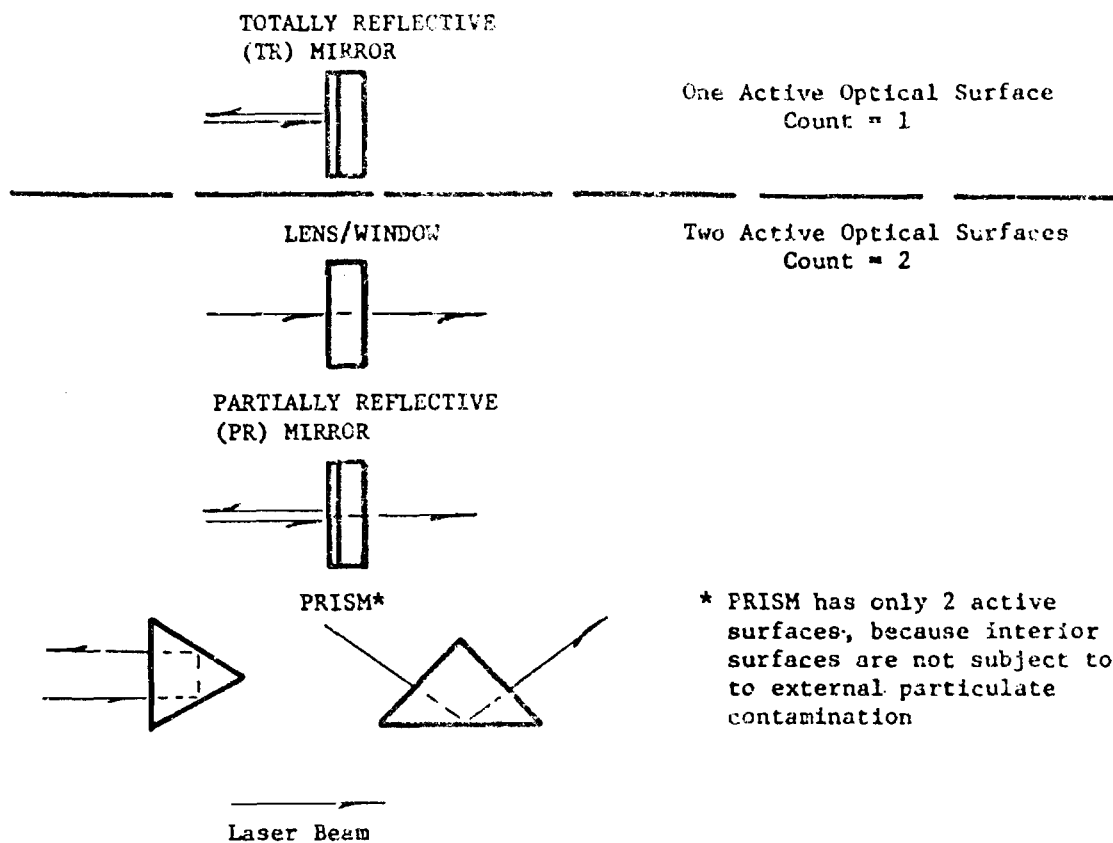 TOTALLY REFLECTIVE
(TR) MIRROR
One Active Optical Surface
Count = 1
LENS/WINDOW
Two Active Optical Surfaces
Count = 2
PARTIALLY REFLECTIVE
(PR) MIRROR
PRISM*
* PRISM has only 2 active
surfaces, because interior
surfaces are not subject to
to external particulate
contamination
Laser Beam